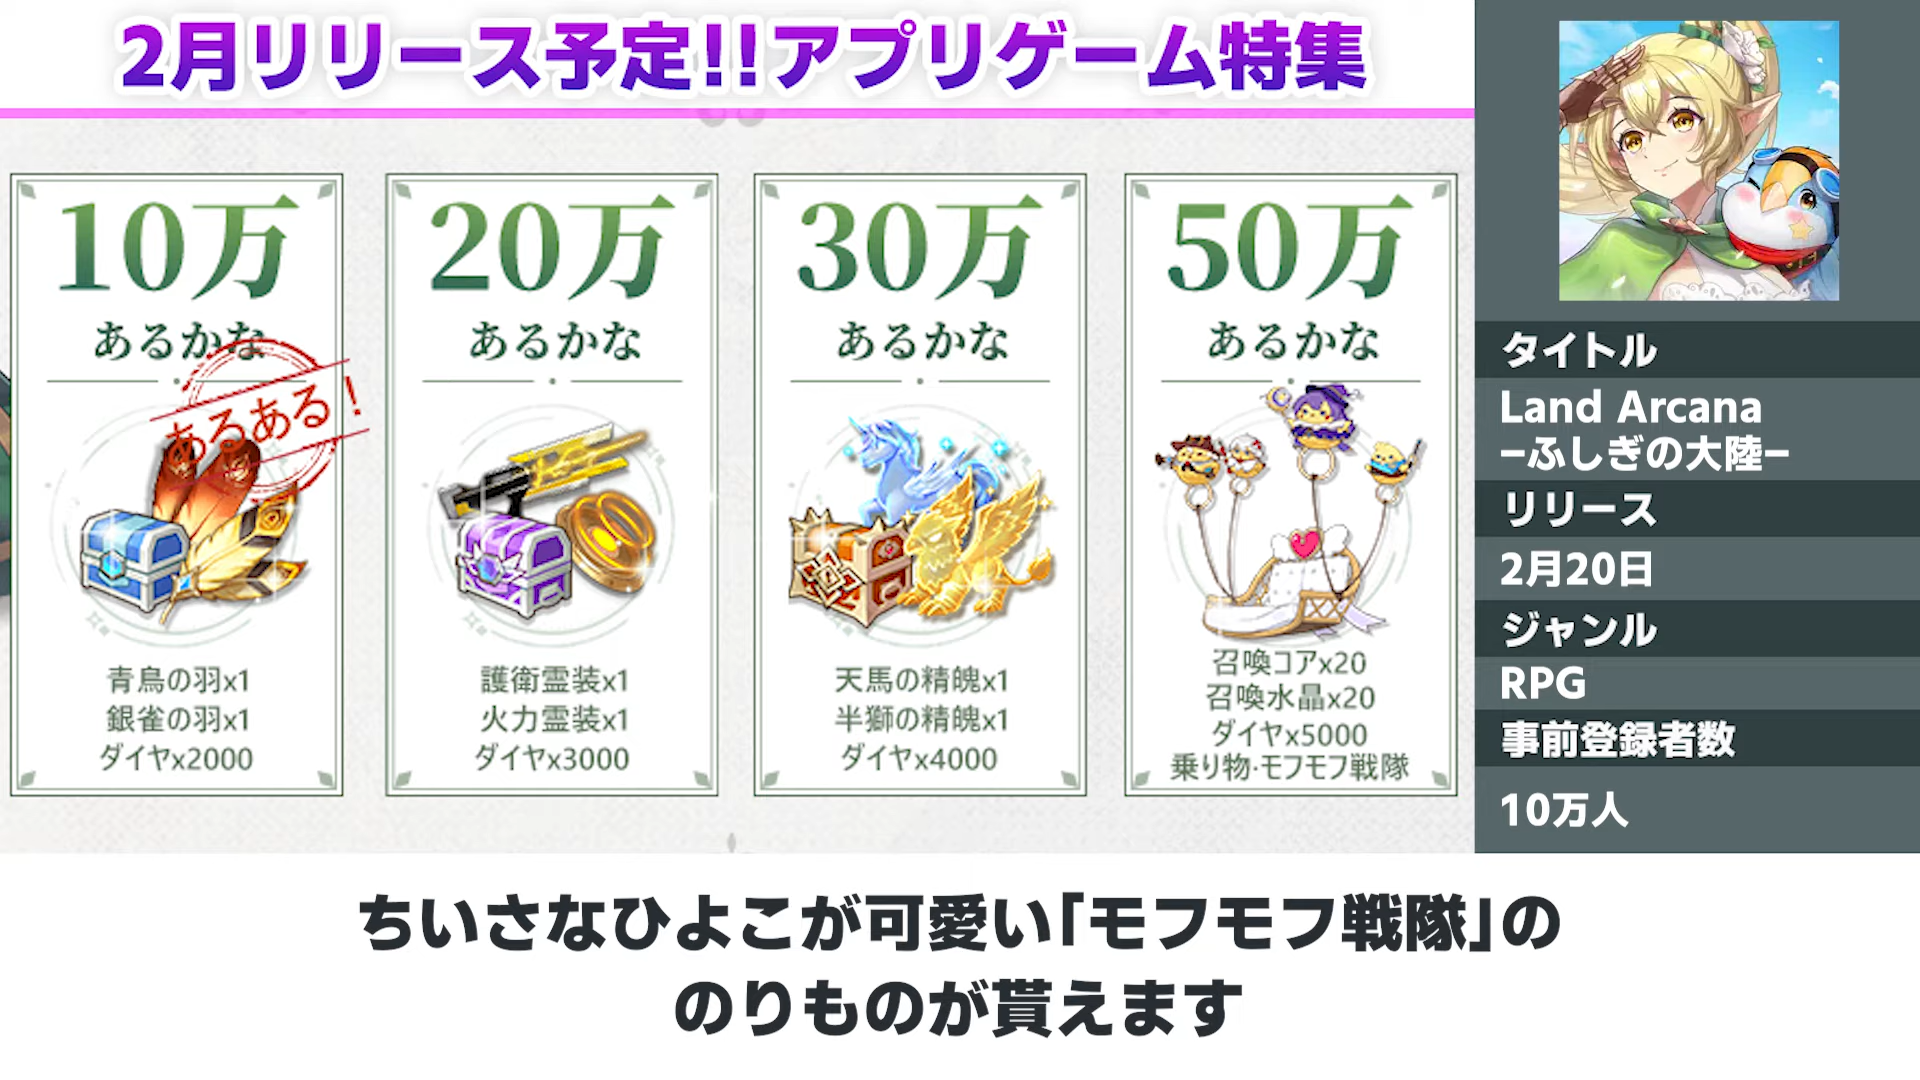 2月リリース予定!!アプリゲーム特集
10万
あるかな
あるある!
青鳥の羽x1
銀雀の羽x1
ダイヤx2000
20万
あるかな
護衛霊装x1
火力霊装x1
ダイヤx3000
30万
あるかな
天馬の精魄x1
半獅の精魄x1
ダイヤx4000
50万
あるかな
召喚コアx20
召喚水晶x20
ダイヤx5000
乗り物·モフモフ戦隊
タイトル
Land Arcana
−ふしぎの大陸−
リリース
2月20日
ジャンル
RPG
事前登録者数
10万人
ちいさなひよこが可愛い｢モフモフ戦隊｣の
のりものが貰えます